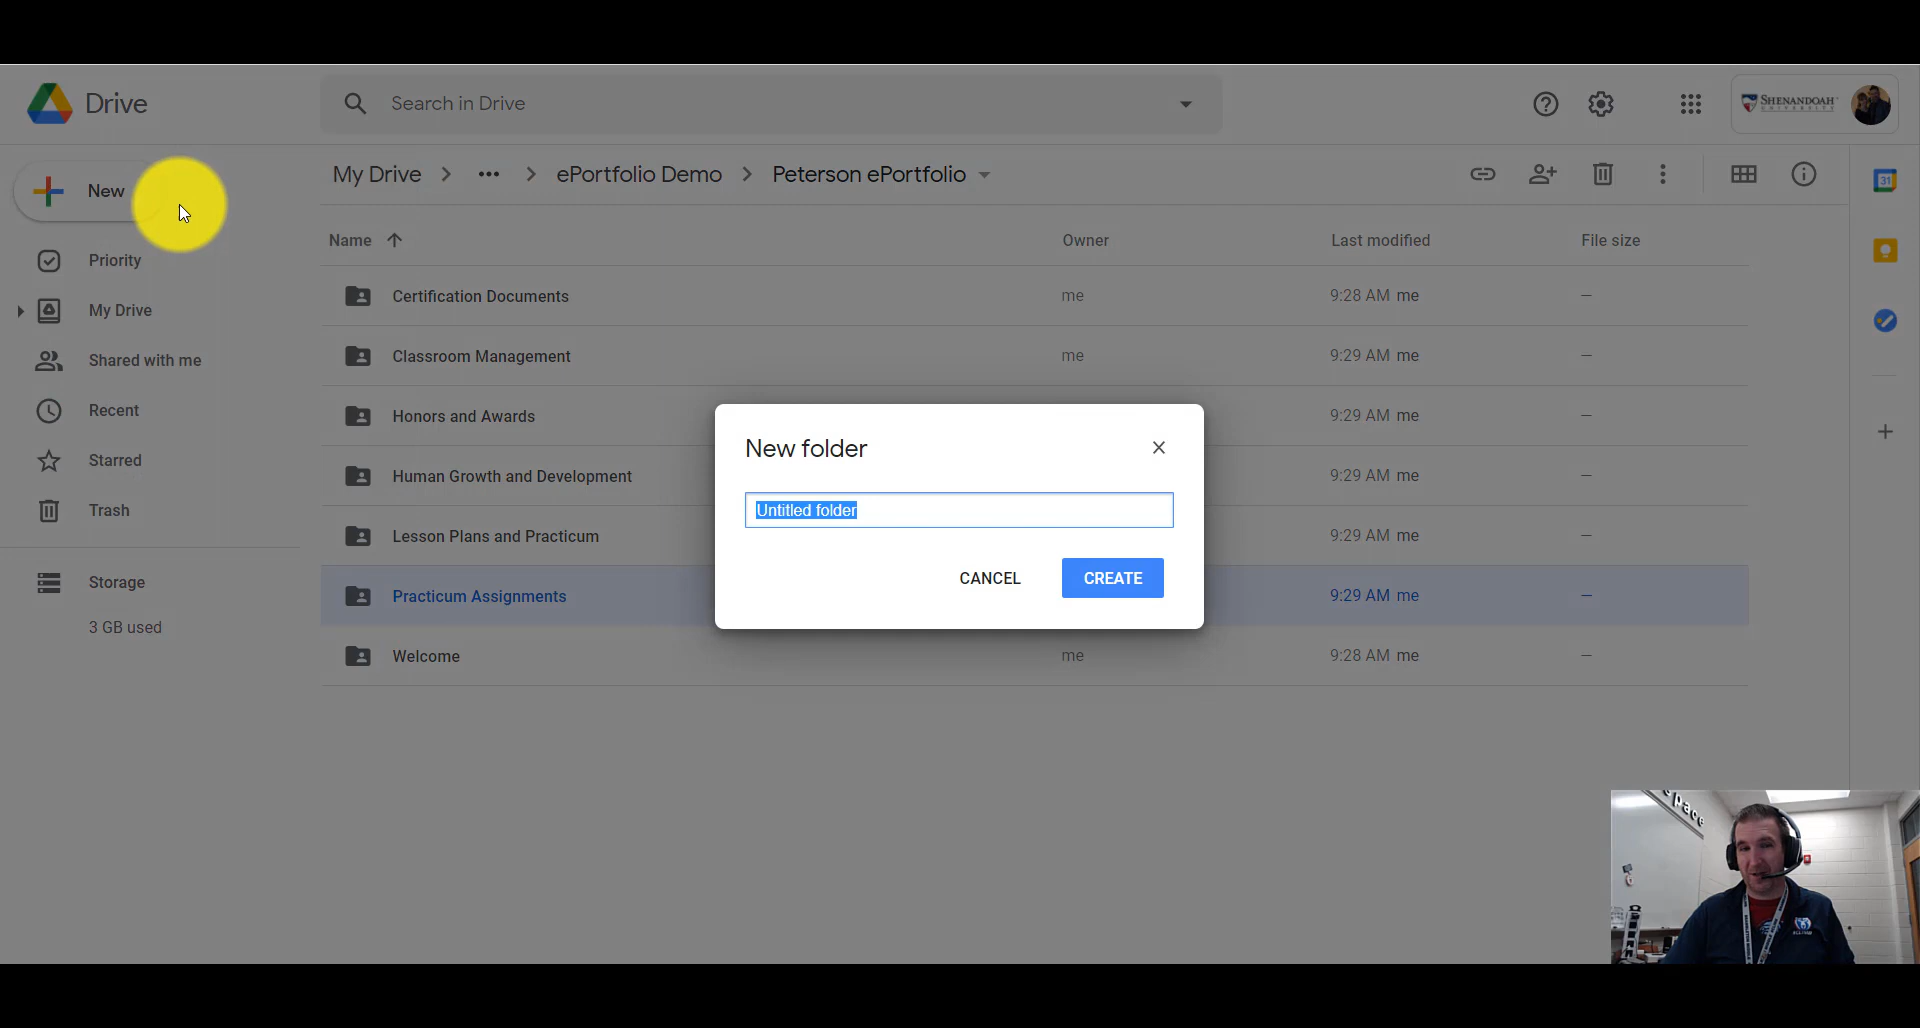 Drive
Search in Drive
SHENANDOAH
UNIVERSITY
New
My Drive > ... > ePortfolio Demo > Peterson ePortfolio
31
Name Owner Last modified File size
Priority
My Drive
Shared with me
Recent
Starred
Trash
Storage
3 GB used
Certification Documents me 9:28 AM me –
Classroom Management me 9:29 AM me –
Honors and Awards 9:29 AM me –
Human Growth and Development 9:29 AM me –
Lesson Plans and Practicum 9:29 AM me –
Practicum Assignments 9:29 AM me –
Welcome me 9:28 AM me –
New folder
Untitled folder
CANCEL CREATE
pace